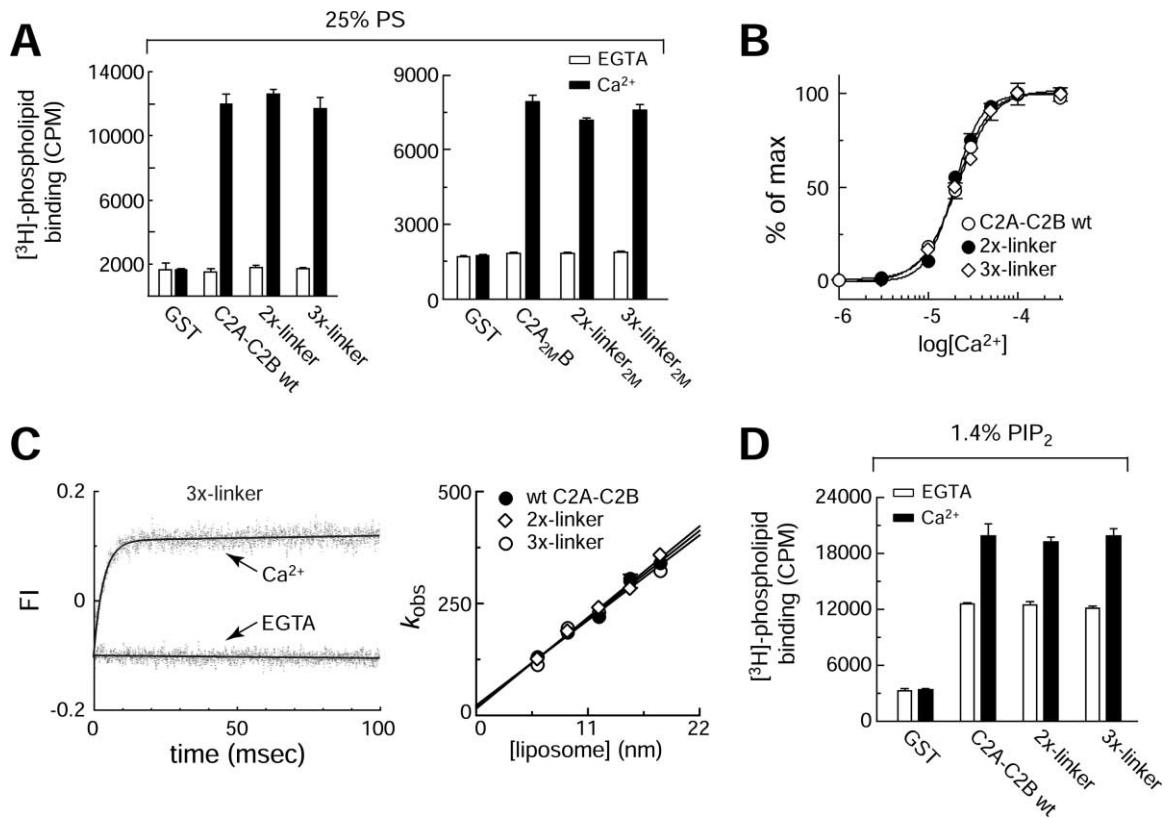 A
25% PS
[³H]-phospholipid
binding (CPM)
14000
12000
10000
8000
6000
4000
2000
GST
C2A-C2B wt
2x-linker
3x-linker
9000
6000
3000
0
EGTA
Ca²⁺
GST
C2A₂MB
2x-linker₂M
3x-linker₂M
B
% of max
100
50
0
C2A-C2B wt
2x-linker
3x-linker
-6
-5
-4
log[Ca²⁺]
C
FI
0.2
0
-0.2
3x-linker
Ca²⁺
EGTA
0
50
100
time (msec)
kobs
500
250
0
wt C2A-C2B
2x-linker
3x-linker
0
11
22
[liposome] (nm)
D
1.4% PIP₂
[³H]-phospholipid
binding (CPM)
24000
18000
12000
6000
0
EGTA
Ca²⁺
GST
C2A-C2B wt
2x-linker
3x-linker